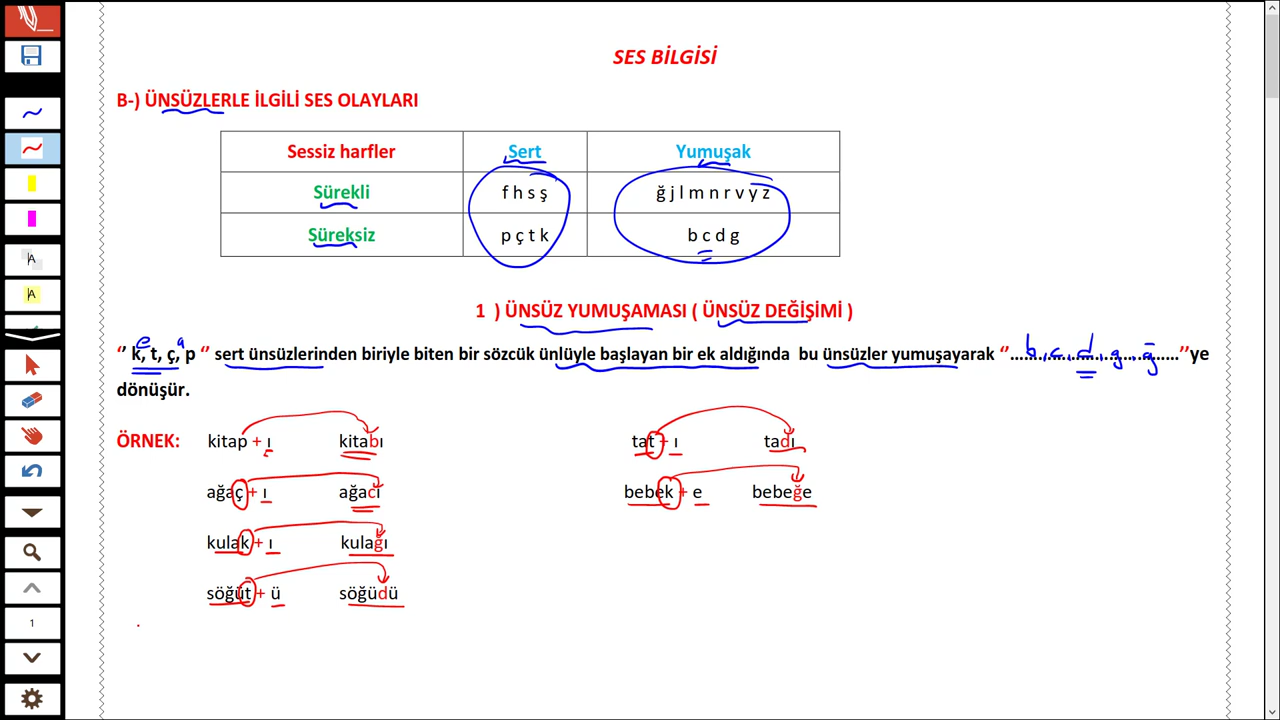 SES BİLGİSİ
B-) ÜNSÜZLERLE İLGİLİ SES OLAYLARI
Sessiz harfler Sert Yumuşak
Sürekli f h s ş ğ j l m n r v y z
Süreksiz p ç t k b c d g
1 ) ÜNSÜZ YUMUŞAMASI ( ÜNSÜZ DEĞİŞİMİ )
e a b, c, d, g ğ
‘’ k, t, ç, p ‘’ sert ünsüzlerinden biriyle biten bir sözcük ünlüyle başlayan bir ek aldığında bu ünsüzler yumuşayarak ‘’……………………………’’ye
dönüşür.
ÖRNEK: kitap + ı kitabı tat + ı tadı
ağaç + ı ağacı bebek + e bebeğe
kulak + ı kulağı
söğüt + ü söğüdü
A
A
1